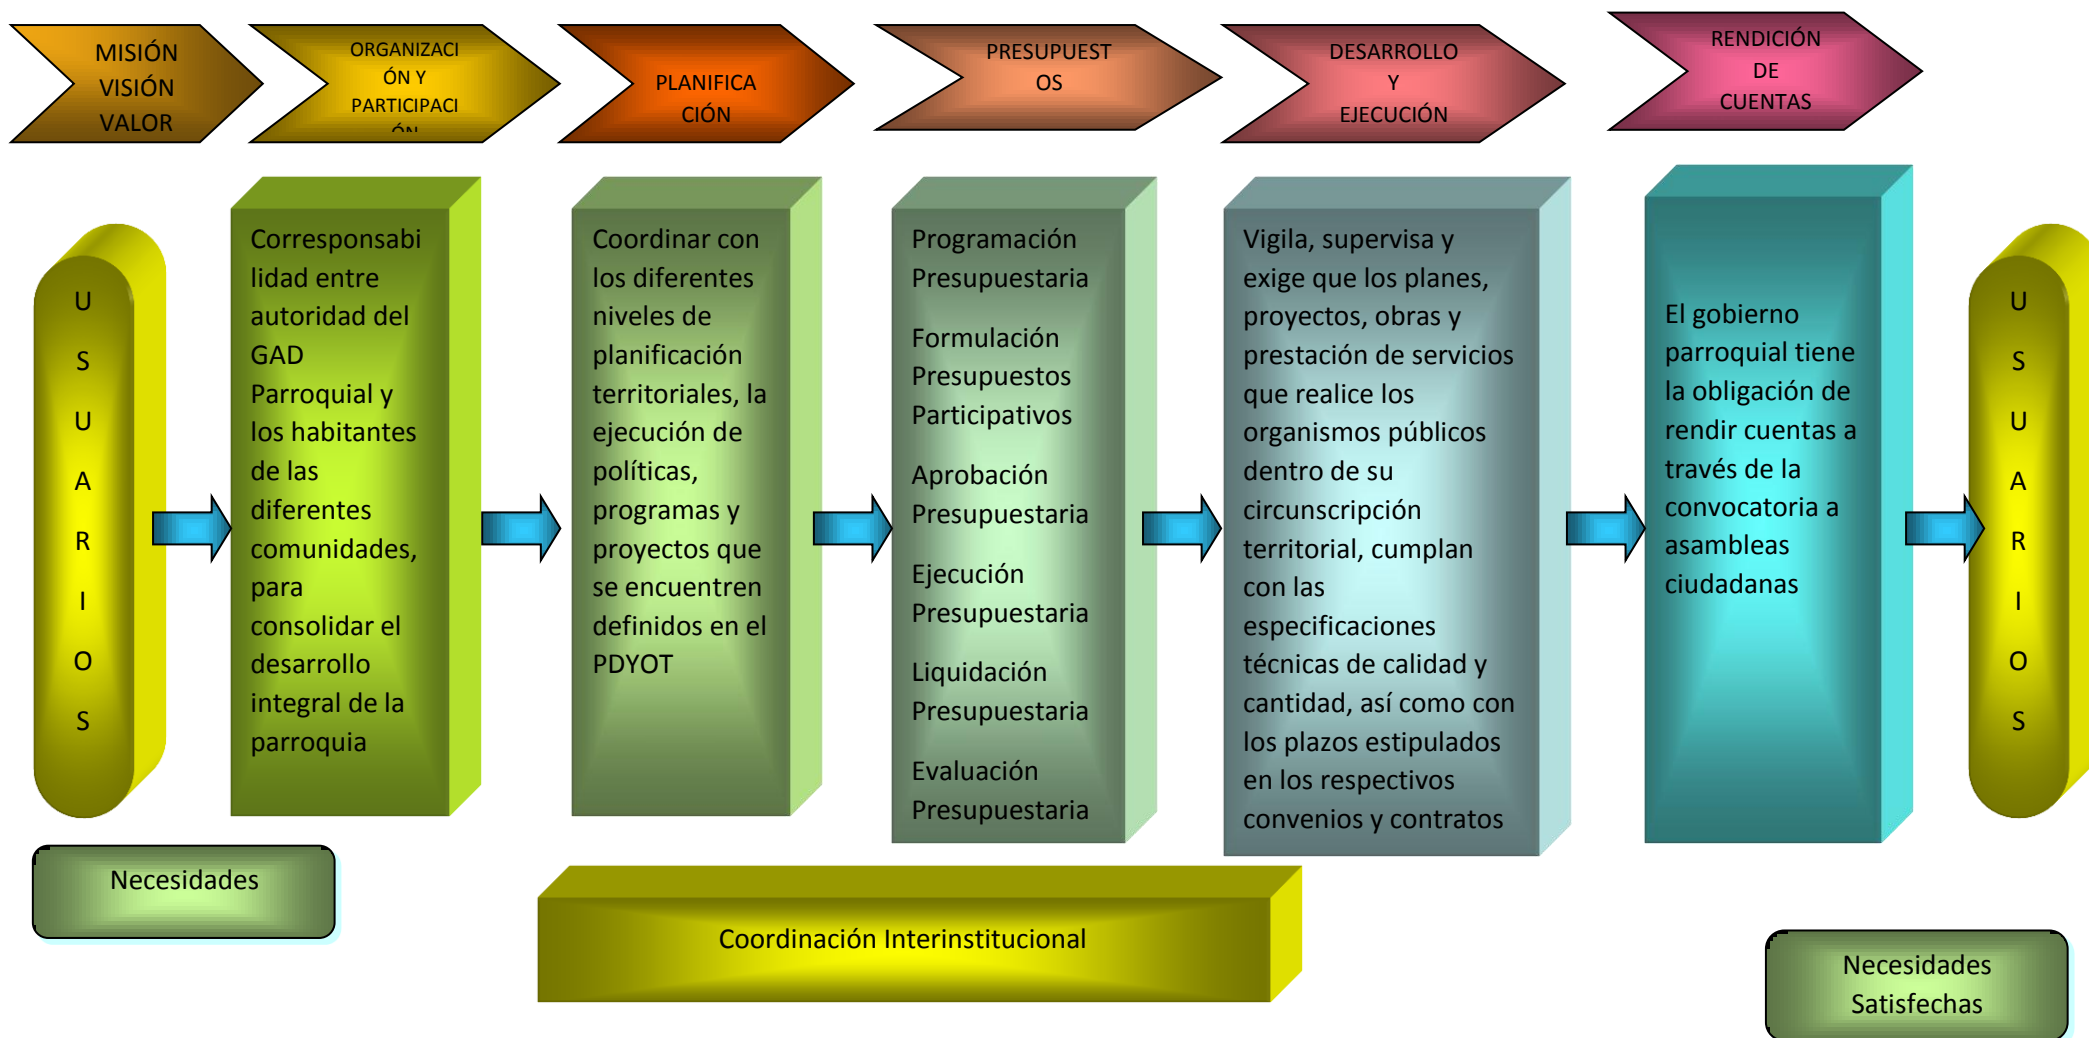 MISIÓN
VISIÓN
VALOR
ORGANIZACI
ÓN Y
PARTICIPACI
ÓN
PLANIFICA
CIÓN
PRESUPUEST
OS
DESARROLLO
Y
EJECUCIÓN
RENDICIÓN
DE
CUENTAS
U
S
U
A
R
I
O
S
Corresponsabi
lidad entre
autoridad del
GAD
Parroquial y
los habitantes
de las
diferentes
comunidades,
para
consolidar el
desarrollo
integral de la
parroquia
Coordinar con
los diferentes
niveles de
planificación
territoriales, la
ejecución de
políticas,
programas y
proyectos que
se encuentren
definidos en el
PDYOT
Programación
Presupuestaria
Formulación
Presupuestos
Participativos
Aprobación
Presupuestaria
Ejecución
Presupuestaria
Liquidación
Presupuestaria
Evaluación
Presupuestaria
Vigila, supervisa y
exige que los planes,
proyectos, obras y
prestación de servicios
que realice los
organismos públicos
dentro de su
circunscripción
territorial, cumplan
con las
especificaciones
técnicas de calidad y
cantidad, así como con
los plazos estipulados
en los respectivos
convenios y contratos
El gobierno
parroquial tiene
la obligación de
rendir cuentas a
través de la
convocatoria a
asambleas
ciudadanas
U
S
U
A
R
I
O
S
Necesidades
Coordinación Interinstitucional
Necesidades
Satisfechas